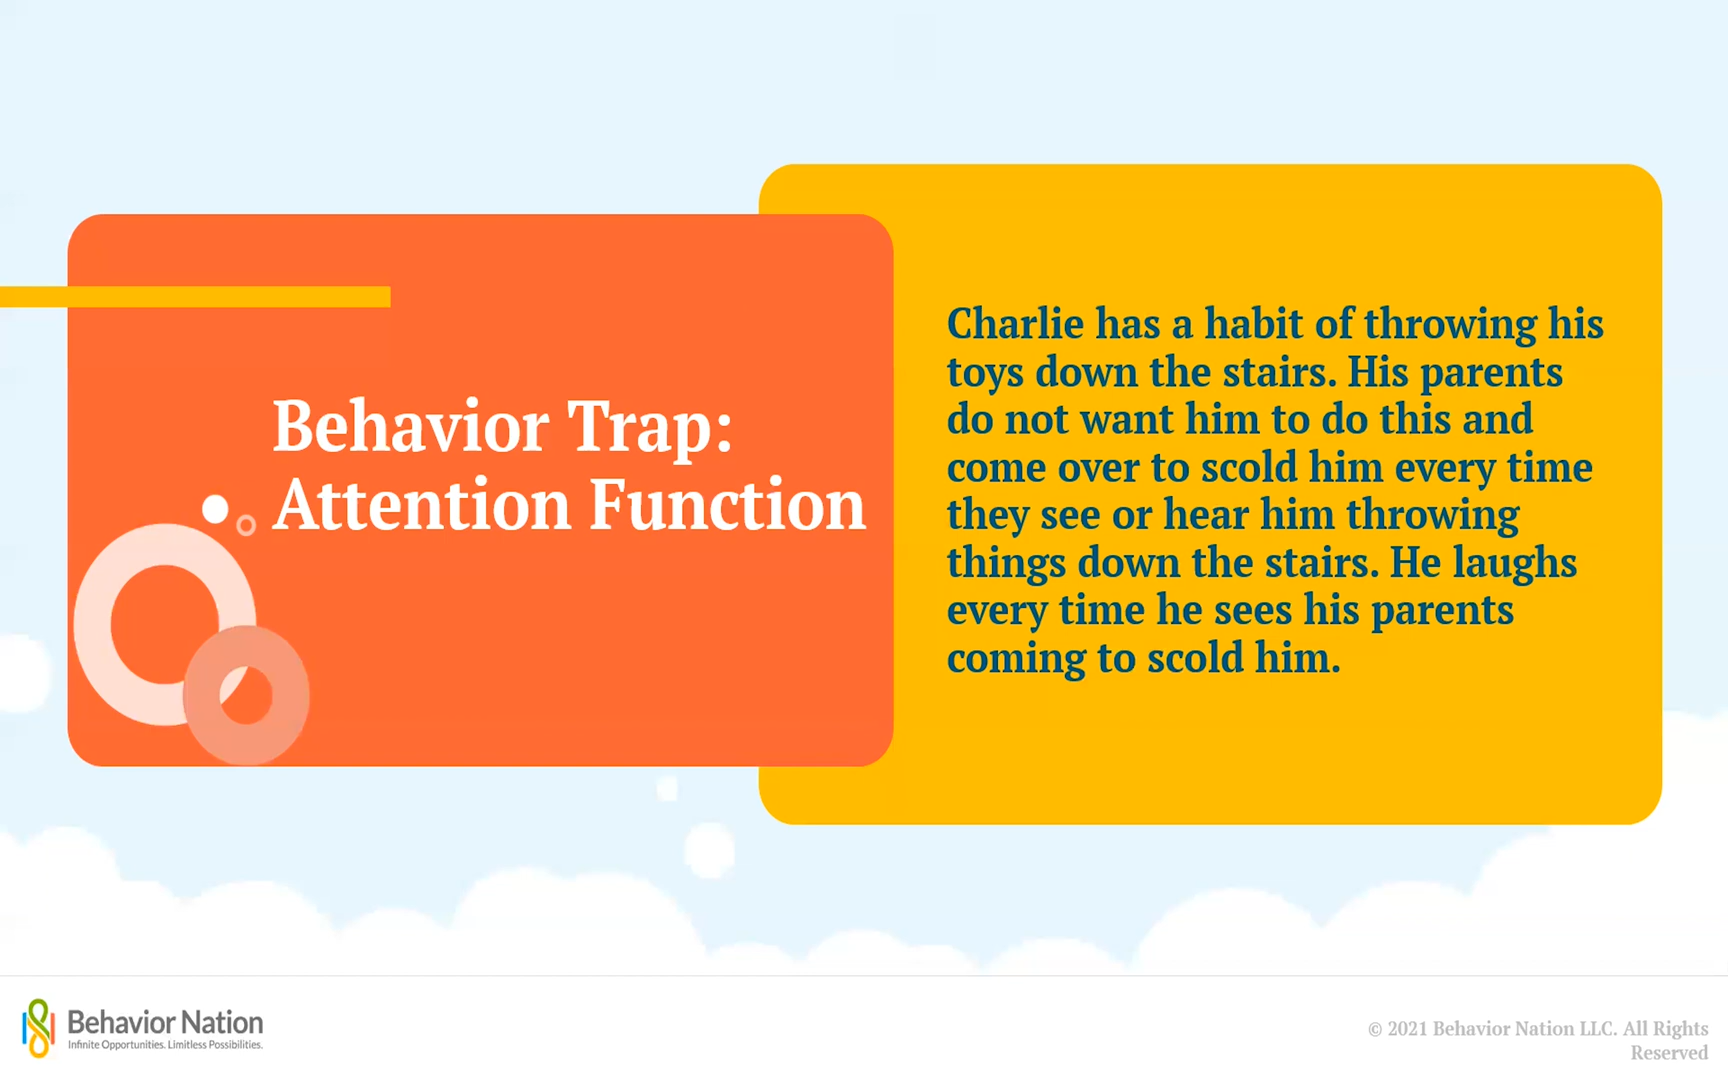 Behavior Trap:
Attention Function
Charlie has a habit of throwing his
toys down the stairs. His parents
do not want him to do this and
come over to scold him every time
they see or hear him throwing
things down the stairs. He laughs
every time he sees his parents
coming to scold him.
Behavior Nation
Infinite Opportunities. Limitless Possibilities.
© 2021 Behavior Nation LLC. All Rights
Reserved